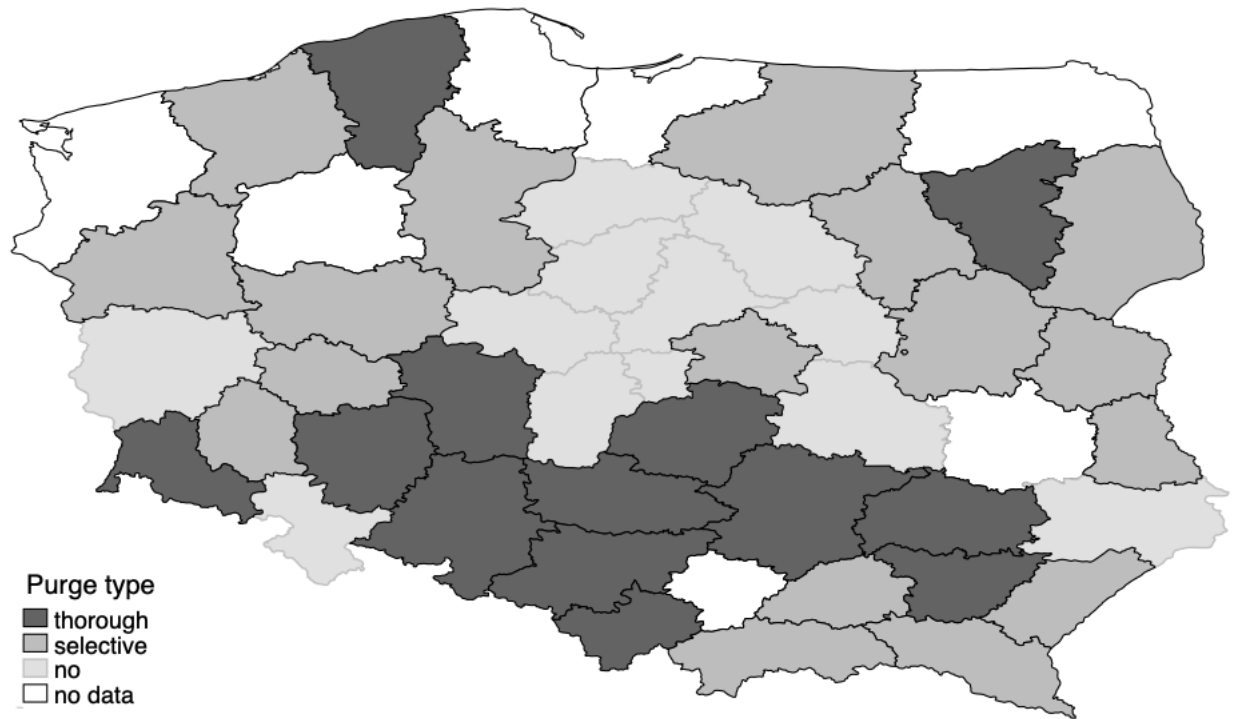 Purge type
thorough
selective
no
no data